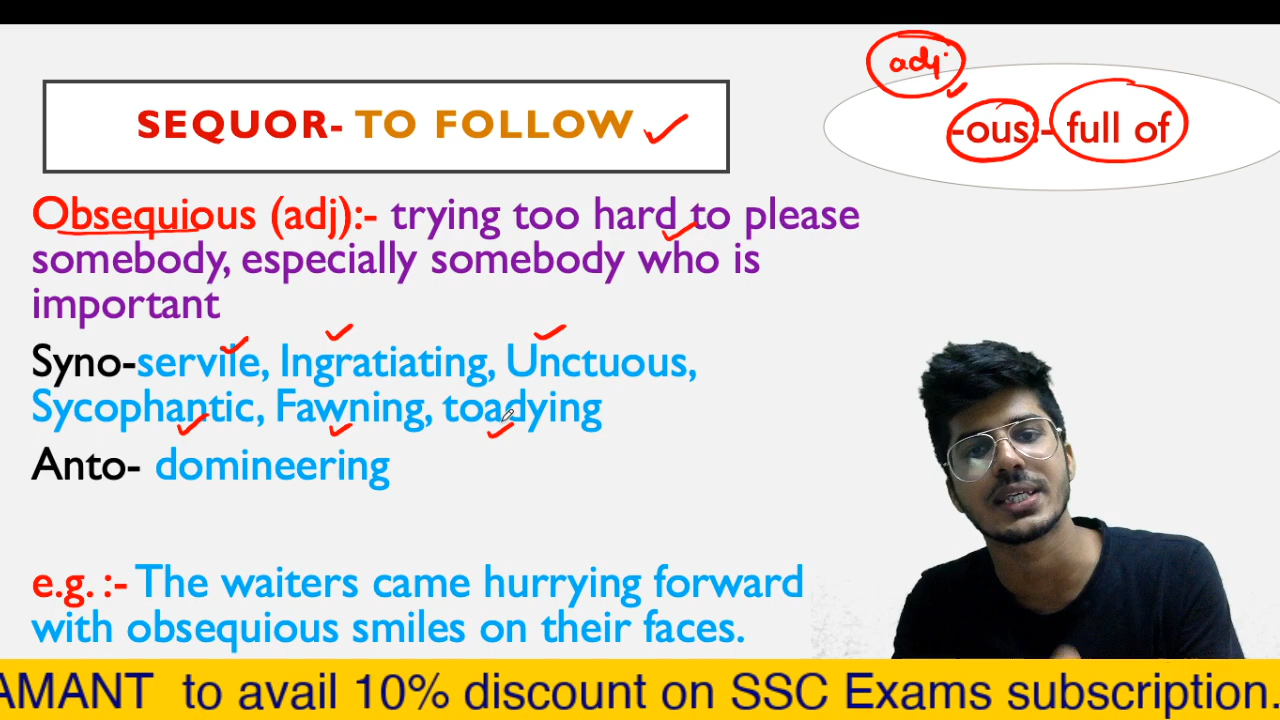 adj.
SEQUOR- TO FOLLOW
-ous:- full of
Obsequious (adj):- trying too hard to please
somebody, especially somebody who is
important
Syno-servile, Ingratiating, Unctuous,
Sycophantic, Fawning, toadying
Anto- domineering
e.g. :- The waiters came hurrying forward
with obsequious smiles on their faces.
AMANT to avail 10% discount on SSC Exams subscription.